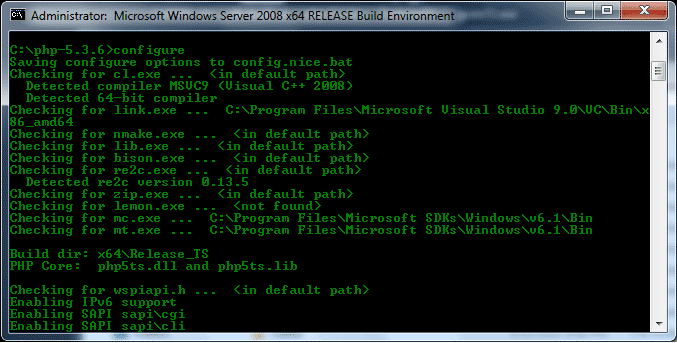 Administrator: Microsoft Windows Server 2008 x64 RELEASE Build Environment
C:\php-5.3.6>configure
Saving configure options to config.nice.bat
Checking for cl.exe ...  <in default path>
  Detected compiler MSVC9 (Visual C++ 2008)
  Detected 64-bit compiler
Checking for link.exe ...  C:\Program Files\Microsoft Visual Studio 9.0\VC\Bin\x
86_amd64
Checking for nmake.exe ...  <in default path>
Checking for lib.exe ...  <in default path>
Checking for bison.exe ...  <in default path>
Checking for re2c.exe ...  <in default path>
  Detected re2c version 0.13.5
Checking for zip.exe ...  <in default path>
Checking for lemon.exe ...  <not found>
Checking for mc.exe ...  C:\Program Files\Microsoft SDKs\Windows\v6.1\Bin
Checking for mt.exe ...  C:\Program Files\Microsoft SDKs\Windows\v6.1\Bin
Build dir: x64\Release_TS
PHP Core:  php5ts.dll and php5ts.lib
Checking for wspiapi.h ...  <in default path>
Enabling IPv6 support
Enabling SAPI sapi\cgi
Enabling SAPI sapi\cli